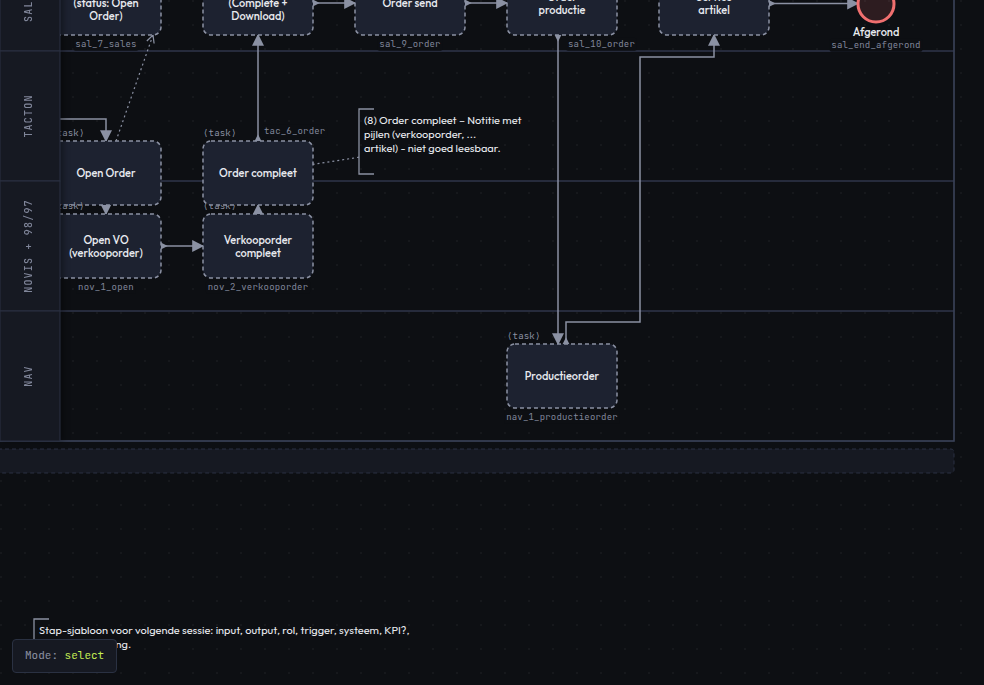 SAL
(status: Open
Order)
(Complete +
Download)
Order send
productie
artikel
Afgerond
sal_7_sales
sal_9_order
sal_10_order
sal_end_afgerond
TACTON
(8) Order compleet – Notitie met
pijlen (verkooporder, ...
artikel) - niet goed leesbaar.
(task)
tac_6_order
Open Order
Order compleet
NOVIS + 98/97
(task)
Open VO
(verkooporder)
Verkooporder
compleet
nov_1_open
nov_2_verkooporder
NAV
(task)
Productieorder
nav_1_productieorder
Stap-sjabloon voor volgende sessie: input, output, rol, trigger, systeem, KPI?,
ng.
Mode: select